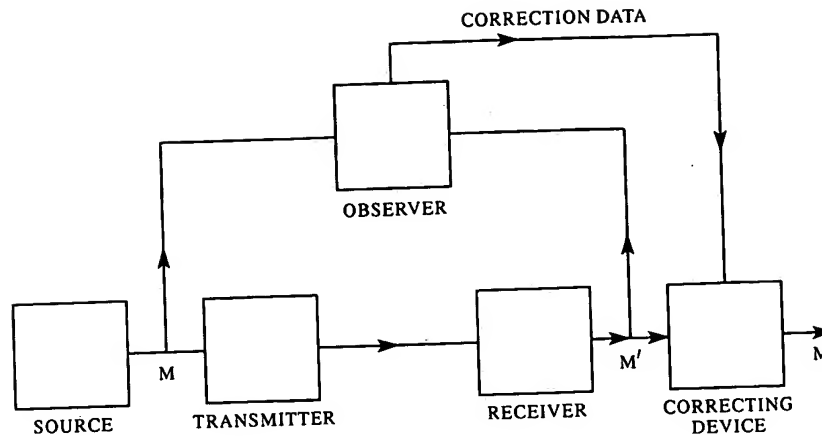 CORRECTION DATA
OBSERVER
M
M′
M
SOURCE
TRANSMITTER
RECEIVER
CORRECTING
DEVICE